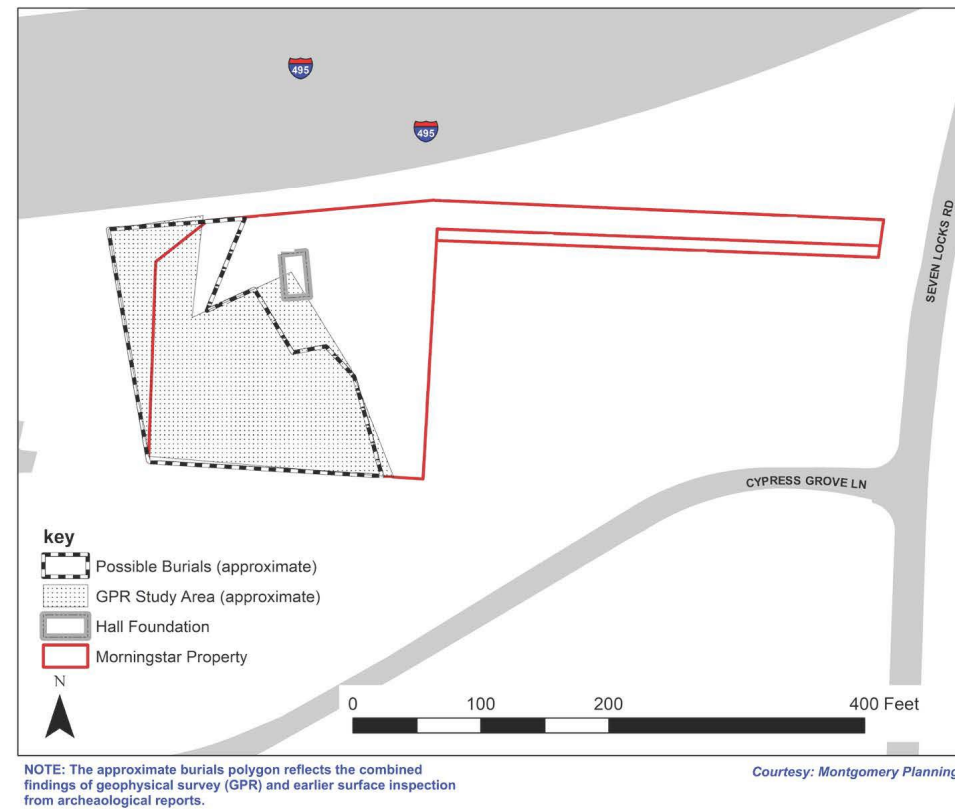 495
495
SEVEN LOCKS RD
CYPRESS GROVE LN
key
Possible Burials (approximate)
GPR Study Area (approximate)
Hall Foundation
Morningstar Property
N
0 100 200 400 Feet
NOTE: The approximate burials polygon reflects the combined
findings of geophysical survey (GPR) and earlier surface inspection
from archeaological reports.
Courtesy: Montgomery Planning